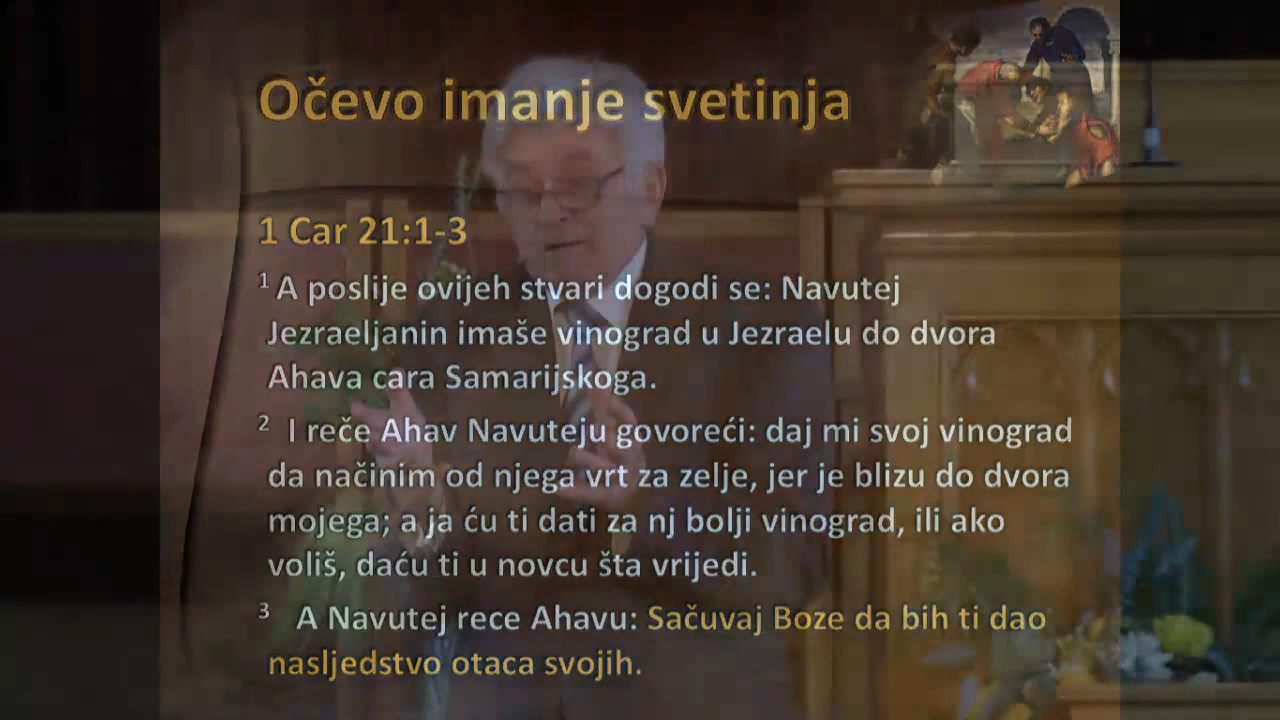 Očevo imanje svetinja
1 Car 21:1-3
1 A poslije ovijeh stvari dogodi se: Navutej
Jezraeljanin imaše vinograd u Jezraelu do dvora
Ahava cara Samarijskoga.
2 I reče Ahav Navuteju govoreći: daj mi svoj vinograd
da načinim od njega vrt za zelje, jer je blizu do dvora
mojega; a ja ću ti dati za nj bolji vinograd, ili ako
voliš, daću ti u novcu šta vrijedi.
3 A Navutej rece Ahavu: Sačuvaj Boze da bih ti dao
nasljedstvo otaca svojih.